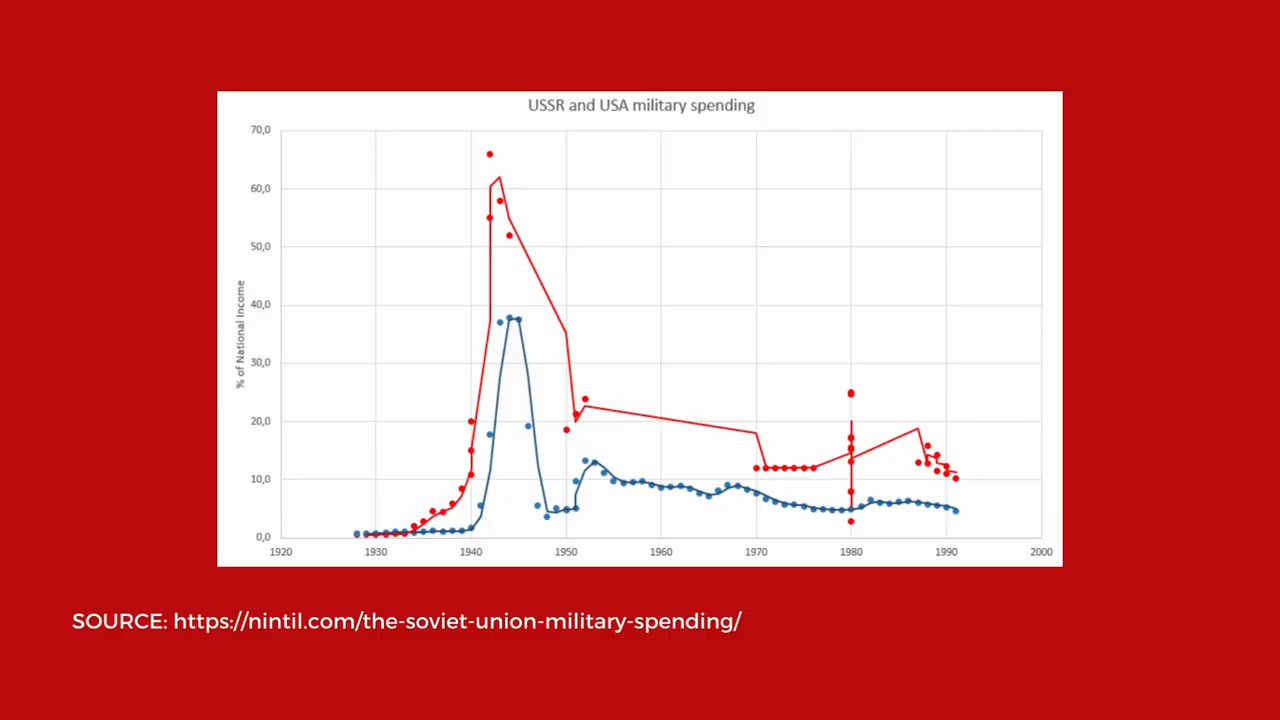 USSR and USA military spending
70,0
60,0
50,0
40,0
30,0
20,0
10,0
0,0
% of National Income
1920 1930 1940 1950 1960 1970 1980 1990 2000
SOURCE: https://nintil.com/the-soviet-union-military-spending/